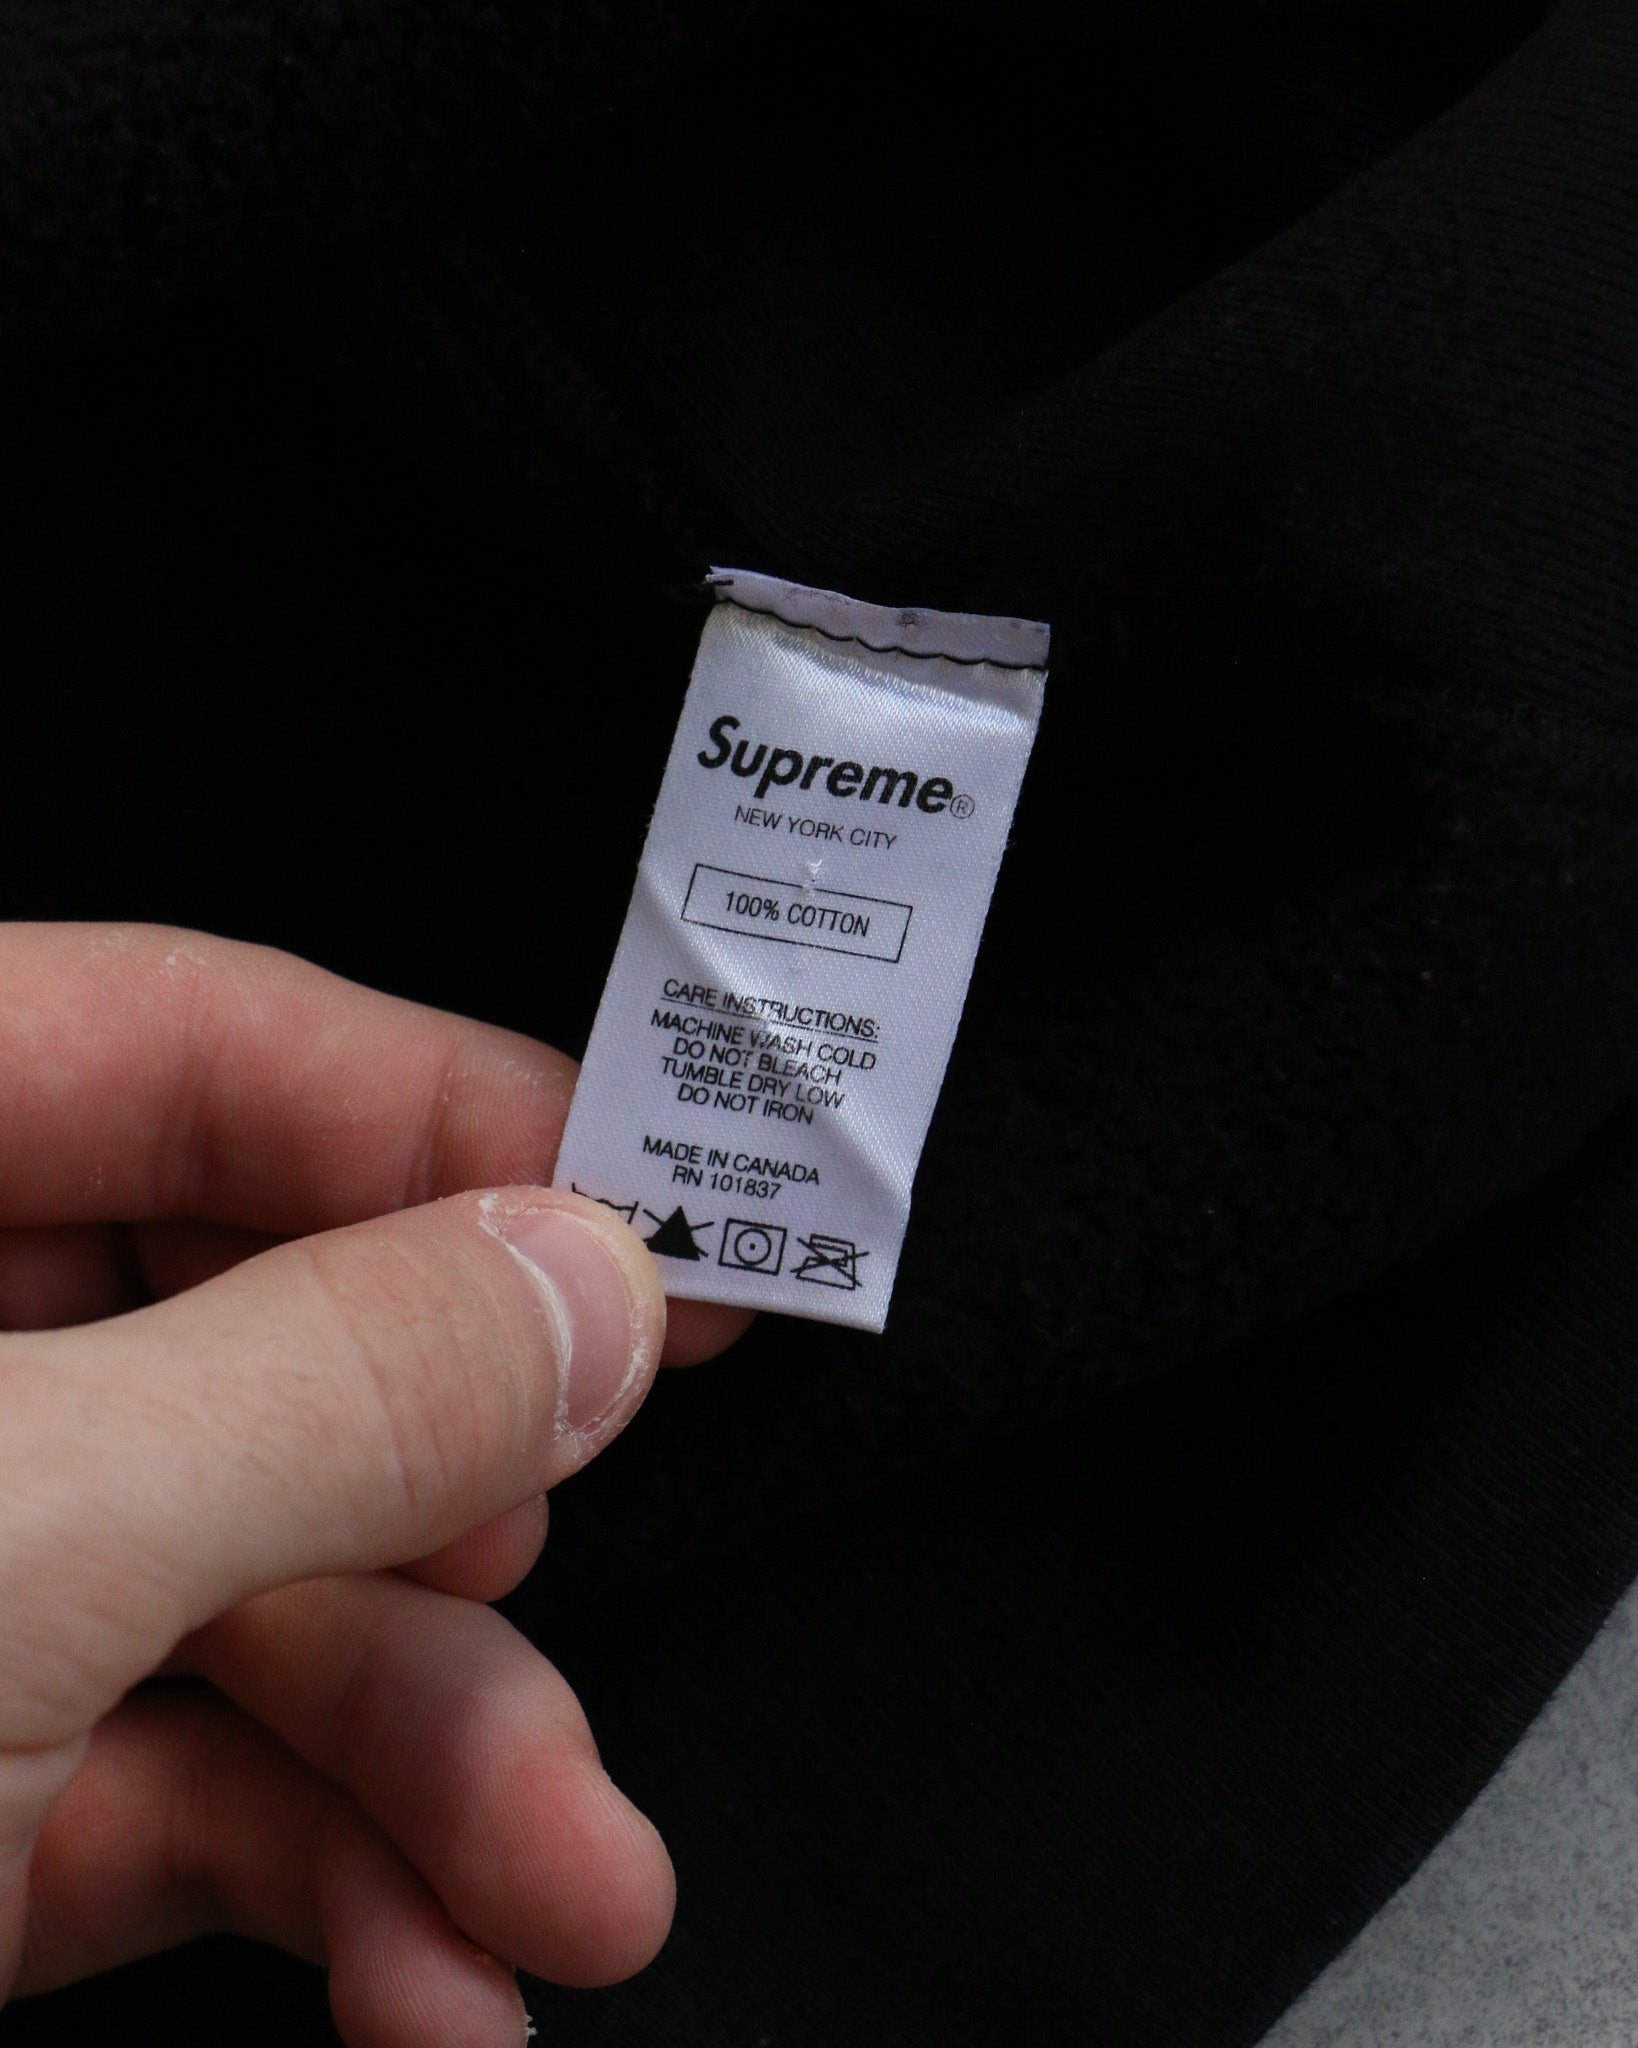 Supreme®
NEW YORK CITY
100% COTTON
CARE INSTRUCTIONS:
MACHINE WASH COLD
DO NOT BLEACH
TUMBLE DRY LOW
DO NOT IRON
MADE IN CANADA
RN 101837